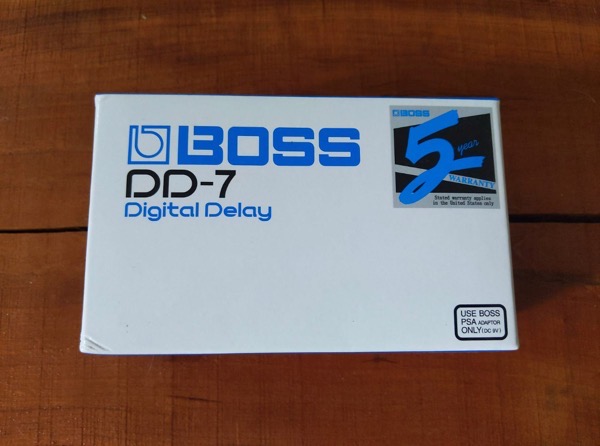 BOSS
DD-7
Digital Delay
BOSS
5 year
WARRANTY
Stated warranty applies
in the United States only
USE BOSS
PSA ADAPTOR
ONLY (DC 9V)